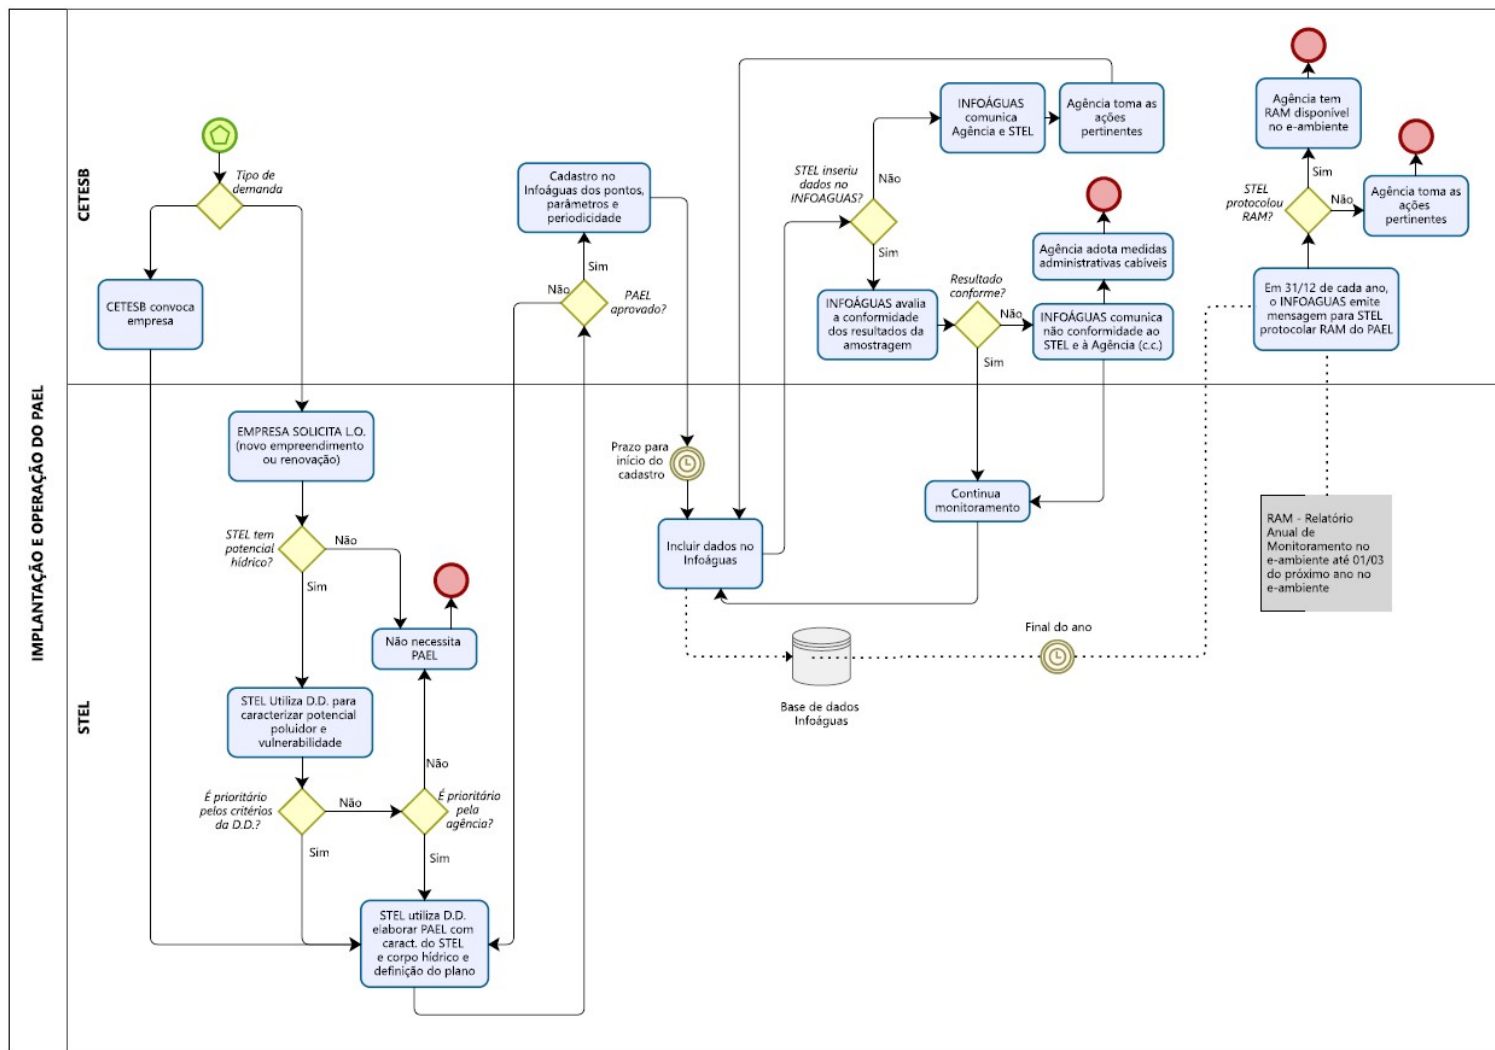 IMPLANTAÇÃO E OPERAÇÃO DO PAEL
CETESB
Tipo de
demanda
CETESB convoca
empresa
Cadastro no
Infoáguas dos pontos,
parâmetros e
periodicidade
Sim
Não
PAEL
aprovado?
INFOÁGUAS
comunica
Agência e STEL
Agência toma as
ações
pertinentes
STEL inseriu
dados no
INFOAGUAS?
Não
Sim
INFOÁGUAS avalia
a conformidade
dos resultados da
amostragem
Resultado
conforme?
Não
Sim
Agência adota medidas
administrativas cabíveis
INFOÁGUAS comunica
não conformidade ao
STEL e à Agência (c.c.)
Agência tem
RAM disponível
no e-ambiente
Sim
STEL
protocolou
RAM?
Não
Agência toma as
ações
pertinentes
Em 31/12 de cada ano,
o INFOAGUAS emite
mensagem para STEL
protocolar RAM do PAEL
STEL
EMPRESA SOLICITA L.O.
(novo empreendimento
ou renovação)
STEL tem
potencial
hídrico?
Não
Sim
Não necessita
PAEL
STEL Utiliza D.D. para
caracterizar potencial
poluidor e
vulnerabilidade
É prioritário
pelos critérios
da D.D.?
Não
Sim
Não
É prioritário
pela
agência?
Sim
STEL utiliza D.D.
elaborar PAEL com
caract. do STEL
e corpo hídrico e
definição do plano
Prazo para
início do
cadastro
Incluir dados no
Infoáguas
Continua
monitoramento
Base de dados
Infoáguas
Final do ano
RAM - Relatório
Anual de
Monitoramento no
e-ambiente até 01/03
do próximo ano no
e-ambiente